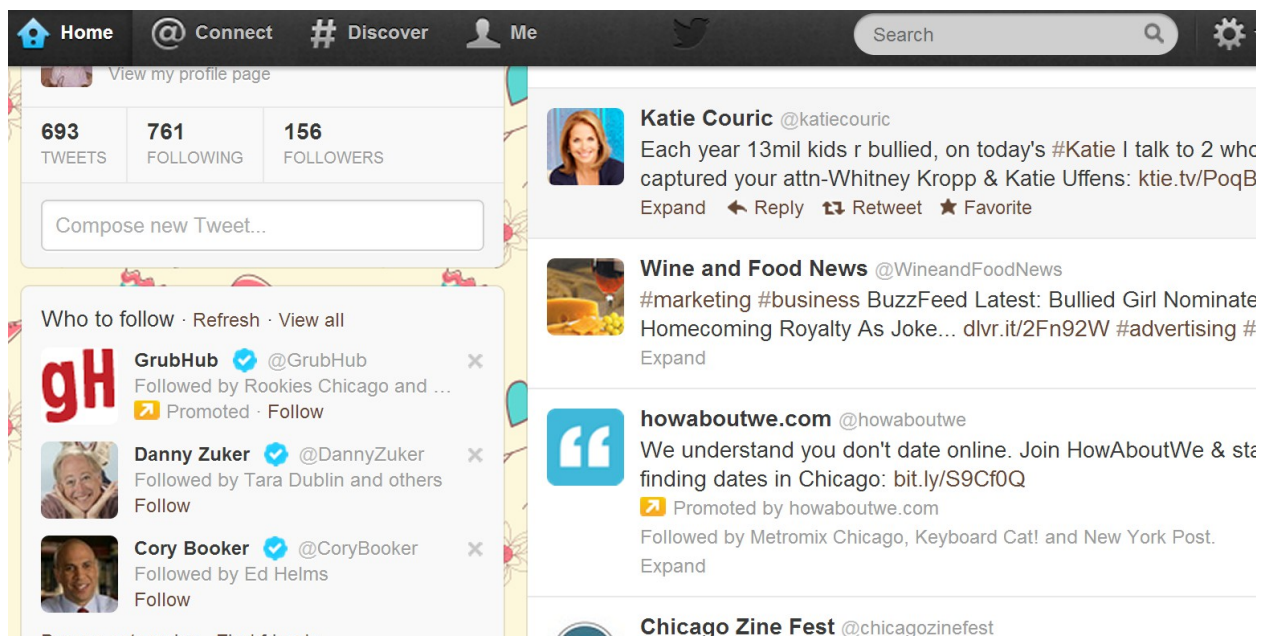 Home
Connect
Discover
Me
Search
View my profile page
693
TWEETS
761
FOLLOWING
156
FOLLOWERS
Compose new Tweet...
Who to follow · Refresh · View all
gH
GrubHub @GrubHub
Followed by Rookies Chicago and ...
Promoted · Follow
Danny Zuker @DannyZuker
Followed by Tara Dublin and others
Follow
Cory Booker @CoryBooker
Followed by Ed Helms
Follow
Katie Couric @katiecouric
Each year 13mil kids r bullied, on today's #Katie I talk to 2 who
captured your attn-Whitney Kropp & Katie Uffens: ktie.tv/PoqB
Expand Reply Retweet Favorite
Wine and Food News @WineandFoodNews
#marketing #business BuzzFeed Latest: Bullied Girl Nominate
Homecoming Royalty As Joke... dlvr.it/2Fn92W #advertising #
Expand
howaboutwe.com @howaboutwe
We understand you don't date online. Join HowAboutWe & sta
finding dates in Chicago: bit.ly/S9Cf0Q
Promoted by howaboutwe.com
Followed by Metromix Chicago, Keyboard Cat! and New York Post.
Expand
Chicago Zine Fest @chicagozinefest